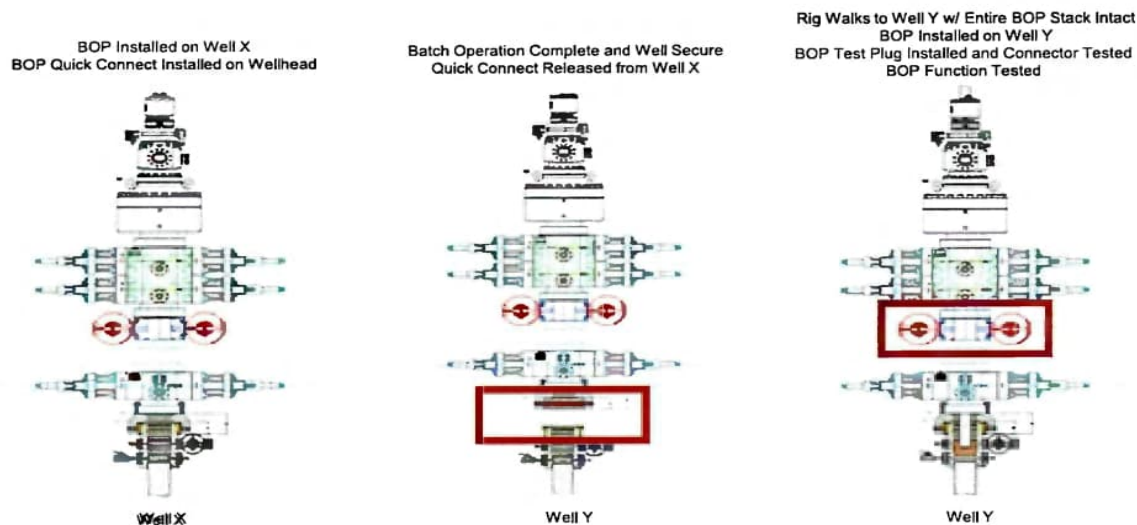 BOP Installed on Well X
BOP Quick Connect Installed on Wellhead
Batch Operation Complete and Well Secure
Quick Connect Released from Well X
Rig Walks to Well Y w/ Entire BOP Stack Intact
BOP Installed on Well Y
BOP Test Plug Installed and Connector Tested
BOP Function Tested
Well X
Well Y
Well Y